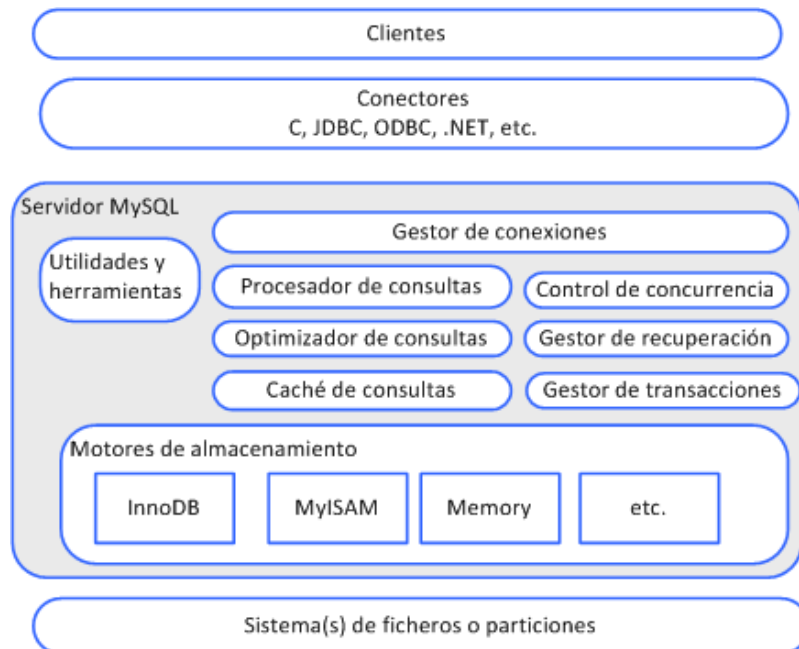 Clientes
Conectores
C, JDBC, ODBC, .NET, etc.
Servidor MySQL
Gestor de conexiones
Utilidades y
herramientas
Procesador de consultas
Control de concurrencia
Optimizador de consultas
Gestor de recuperación
Caché de consultas
Gestor de transacciones
Motores de almacenamiento
InnoDB
MyISAM
Memory
etc.
Sistema(s) de ficheros o particiones